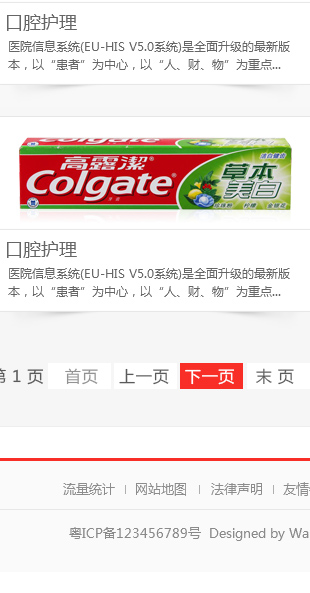 口腔护理
医院信息系统(EU-HIS V5.0系统)是全面升级的最新版
本，以“患者”为中心，以“人、财、物”为重点...
洁白健齿
高露潔®
Colgate®
草本
美白
牙膏
口腔护理
医院信息系统(EU-HIS V5.0系统)是全面升级的最新版
本，以“患者”为中心，以“人、财、物”为重点...
第 1 页 首页 上一页 下一页 末 页
流量统计 | 网站地图 | 法律声明 | 友情
粤ICP备123456789号 Designed by Wa